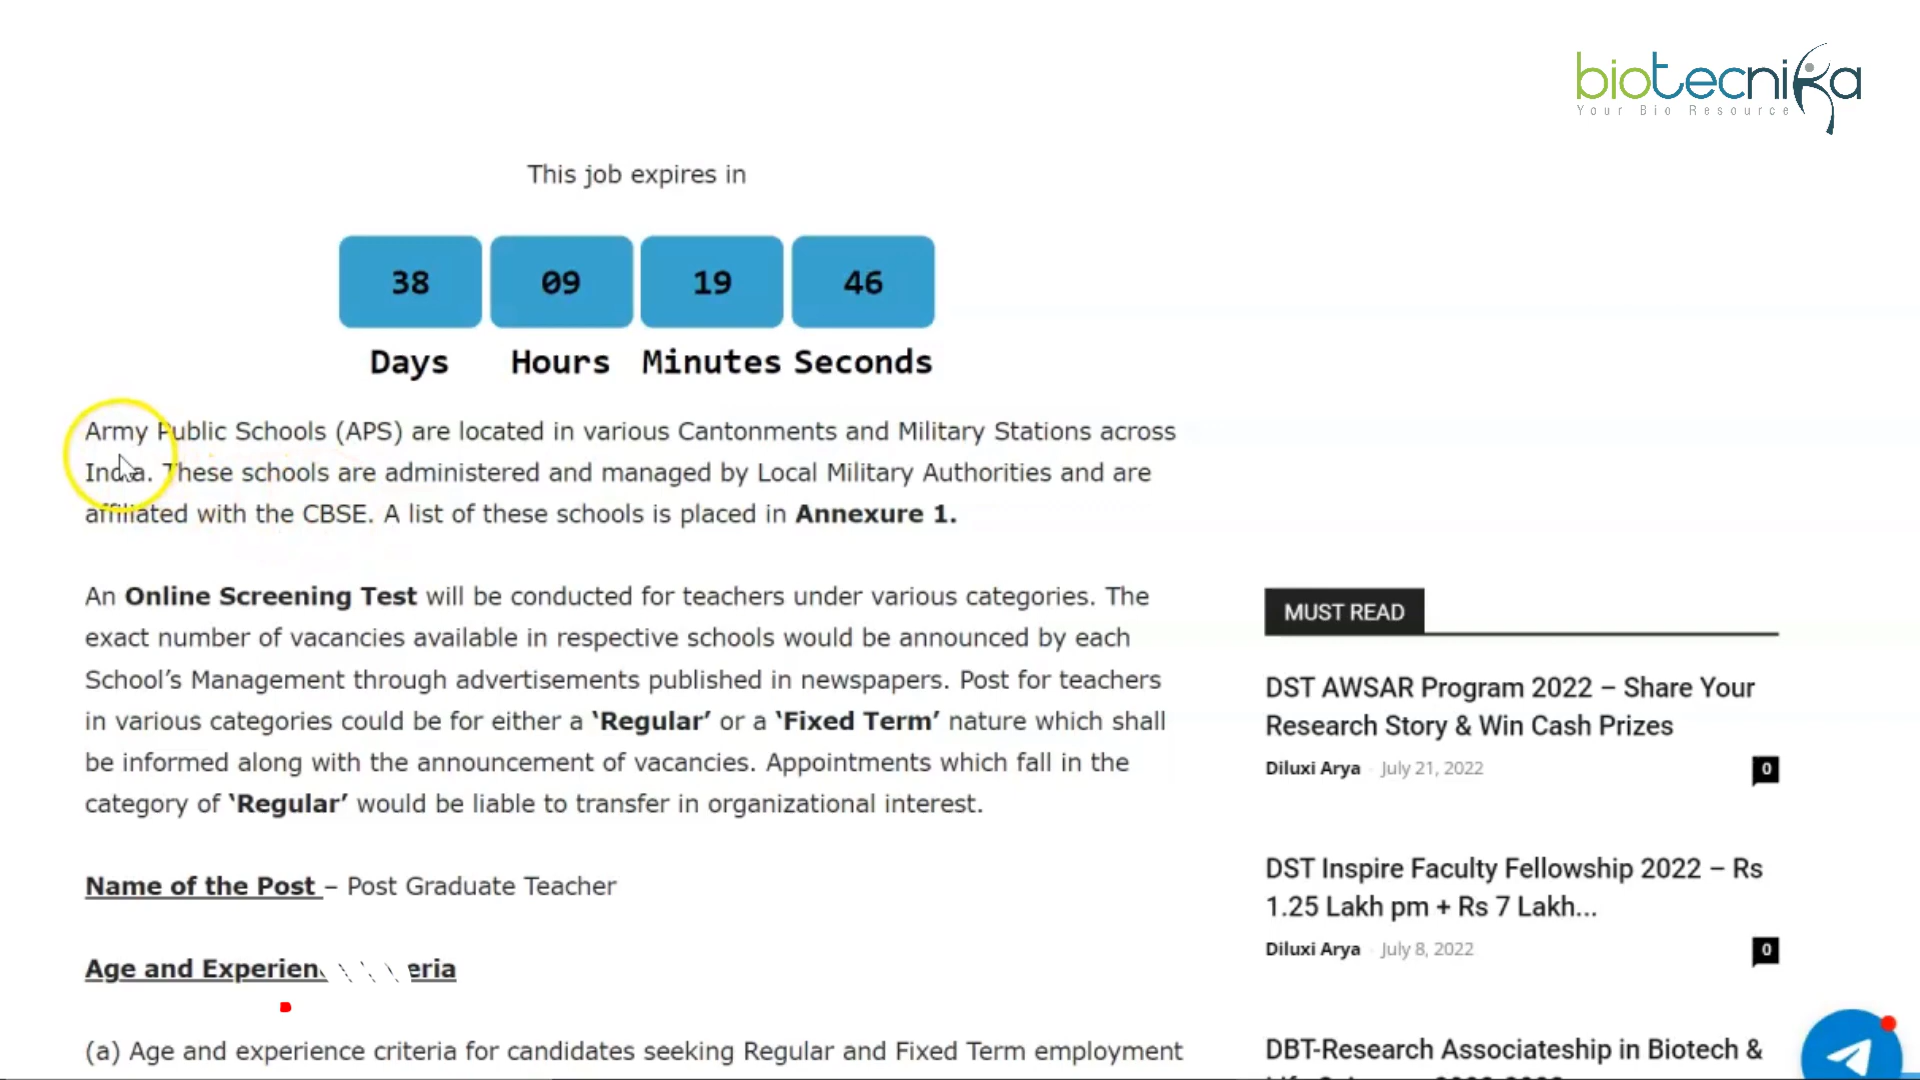 biotecnika
Your Bio Resource
This job expires in
38 09 19 46
Days Hours Minutes Seconds
Army Public Schools (APS) are located in various Cantonments and Military Stations across
India. These schools are administered and managed by Local Military Authorities and are
affiliated with the CBSE. A list of these schools is placed in Annexure 1.
An Online Screening Test will be conducted for teachers under various categories. The
exact number of vacancies available in respective schools would be announced by each
School’s Management through advertisements published in newspapers. Post for teachers
in various categories could be for either a ‘Regular’ or a ‘Fixed Term’ nature which shall
be informed along with the announcement of vacancies. Appointments which fall in the
category of ‘Regular’ would be liable to transfer in organizational interest.
Name of the Post – Post Graduate Teacher
Age and Experien eria
(a) Age and experience criteria for candidates seeking Regular and Fixed Term employment
MUST READ
DST AWSAR Program 2022 – Share Your
Research Story & Win Cash Prizes
Diluxi Arya - July 21, 2022 0
DST Inspire Faculty Fellowship 2022 – Rs
1.25 Lakh pm + Rs 7 Lakh...
Diluxi Arya - July 8, 2022 0
DBT-Research Associateship in Biotech &